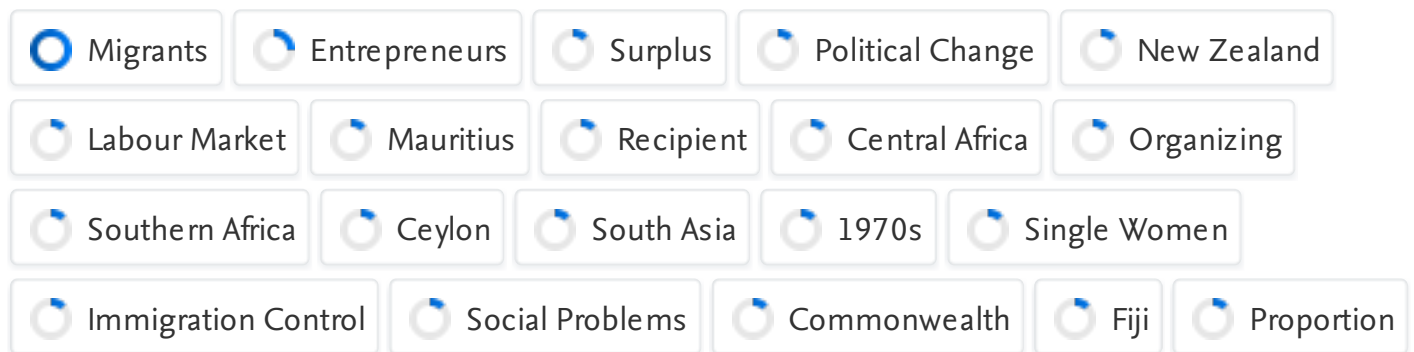 Migrants Entrepreneurs Surplus Political Change New Zealand
Labour Market Mauritius Recipient Central Africa Organizing
Southern Africa Ceylon South Asia 1970s Single Women
Immigration Control Social Problems Commonwealth Fiji Proportion